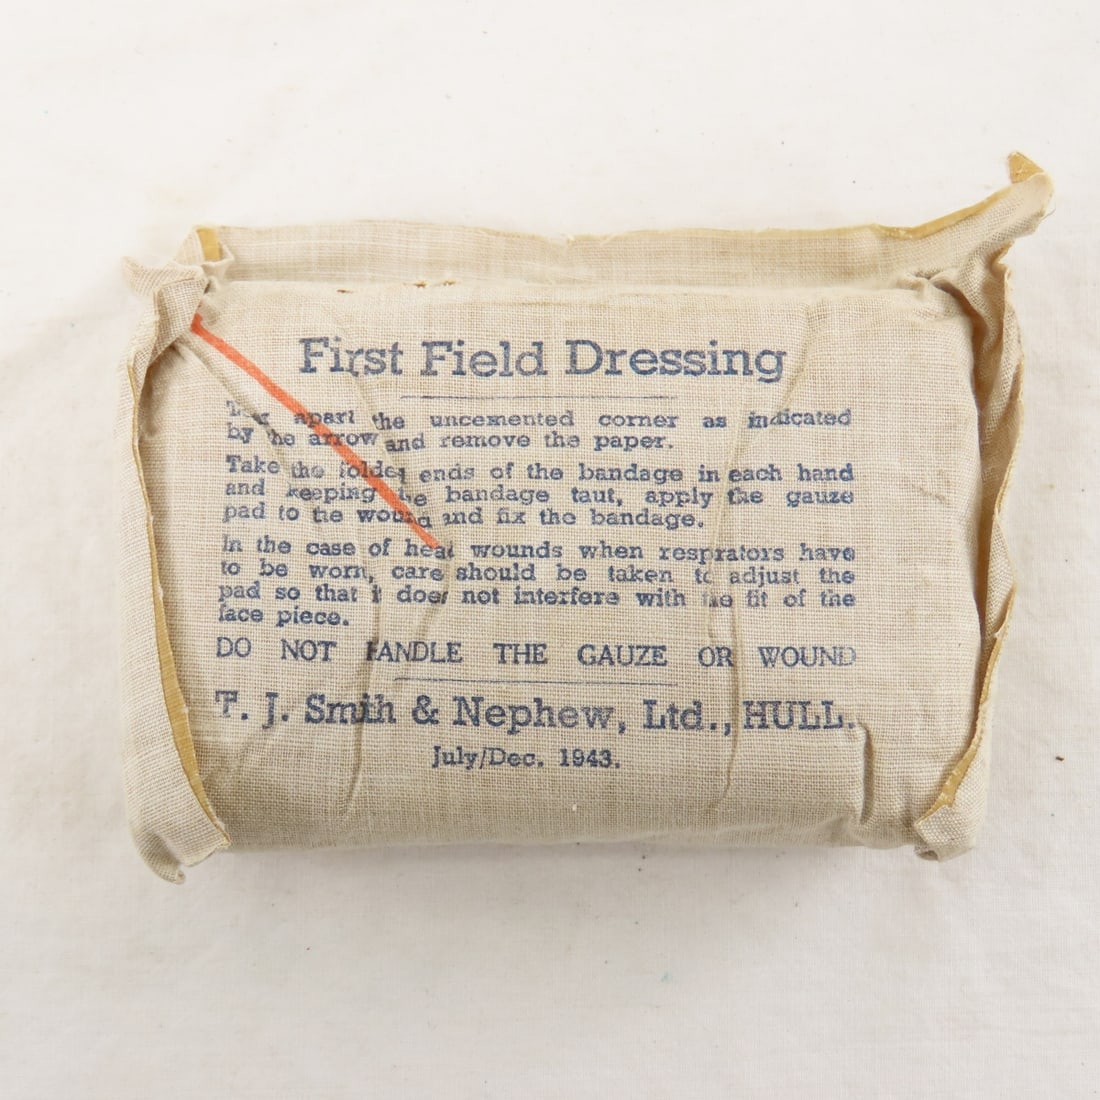 First Field Dressing
Tear apart the uncemented corner as indicated
by the arrow and remove the paper.
Take the folded ends of the bandage in each hand
and keeping the bandage taut, apply the gauze
pad to the wound and fix the bandage.
In the case of head wounds when respirators have
to be worn, care should be taken to adjust the
pad so that it does not interfere with the fit of the
face piece.
DO NOT HANDLE THE GAUZE OR WOUND
T. J. Smith & Nephew, Ltd., HULL.
July/Dec. 1943.